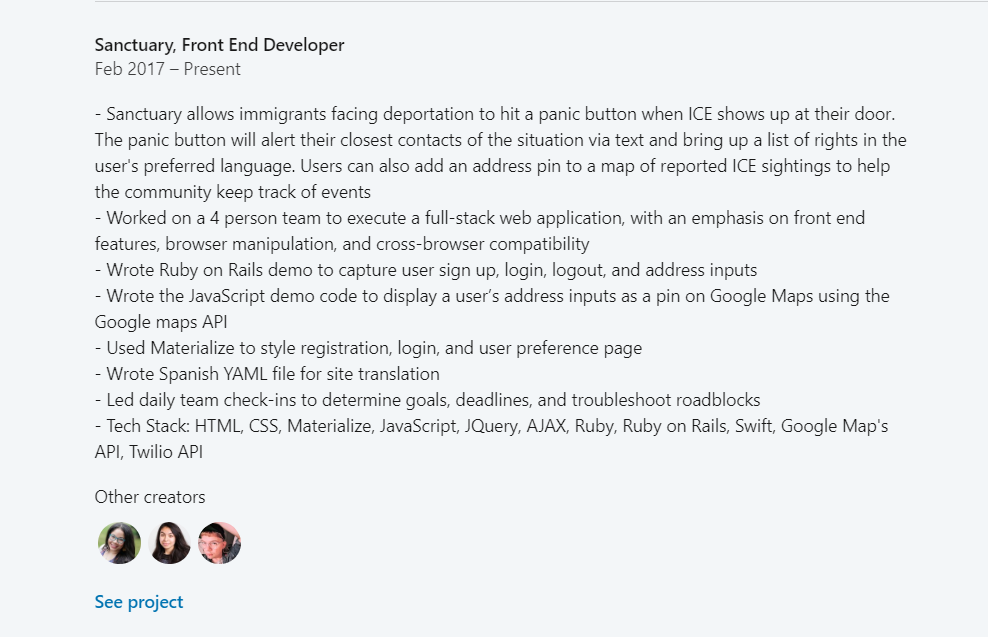 Sanctuary, Front End Developer
Feb 2017 – Present
- Sanctuary allows immigrants facing deportation to hit a panic button when ICE shows up at their door.
The panic button will alert their closest contacts of the situation via text and bring up a list of rights in the
user's preferred language. Users can also add an address pin to a map of reported ICE sightings to help
the community keep track of events
- Worked on a 4 person team to execute a full-stack web application, with an emphasis on front end
features, browser manipulation, and cross-browser compatibility
- Wrote Ruby on Rails demo to capture user sign up, login, logout, and address inputs
- Wrote the JavaScript demo code to display a user’s address inputs as a pin on Google Maps using the
Google maps API
- Used Materialize to style registration, login, and user preference page
- Wrote Spanish YAML file for site translation
- Led daily team check-ins to determine goals, deadlines, and troubleshoot roadblocks
- Tech Stack: HTML, CSS, Materialize, JavaScript, JQuery, AJAX, Ruby, Ruby on Rails, Swift, Google Map's
API, Twilio API
Other creators
See project